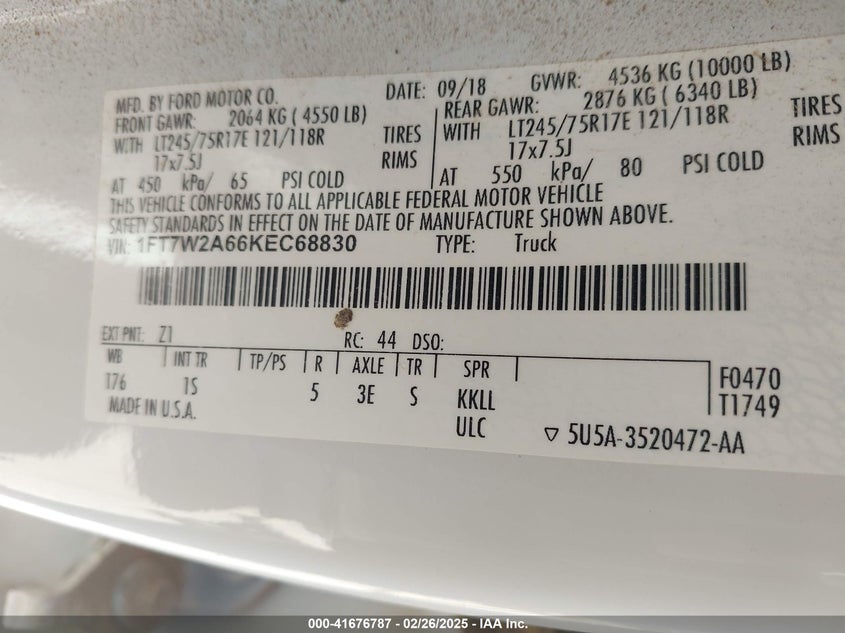 MFD. BY FORD MOTOR CO. DATE: 09/18 GVWR: 4536 KG (10000 LB)
FRONT GAWR: 2064 KG ( 4550 LB) REAR GAWR: 2876 KG ( 6340 LB)
WITH LT245/75R17E 121/118R TIRES WITH LT245/75R17E 121/118R TIRES
17x7.5J RIMS 17x7.5J RIMS
AT 450 kPa/ 65 PSI COLD AT 550 kPa/ 80 PSI COLD
THIS VEHICLE CONFORMS TO ALL APPLICABLE FEDERAL MOTOR VEHICLE
SAFETY STANDARDS IN EFFECT ON THE DATE OF MANUFACTURE SHOWN ABOVE.
VIN: 1FT7W2A66KEC68830 TYPE: Truck
EXT PNT: Z1 RC: 44 DSO:
WB INT TR TP/PS R AXLE TR SPR
176 1S 5 3E S KKLL F0470
MADE IN U.S.A. ULC T1749
5U5A-3520472-AA
000-41676787 - 02/26/2025 - IAA Inc.